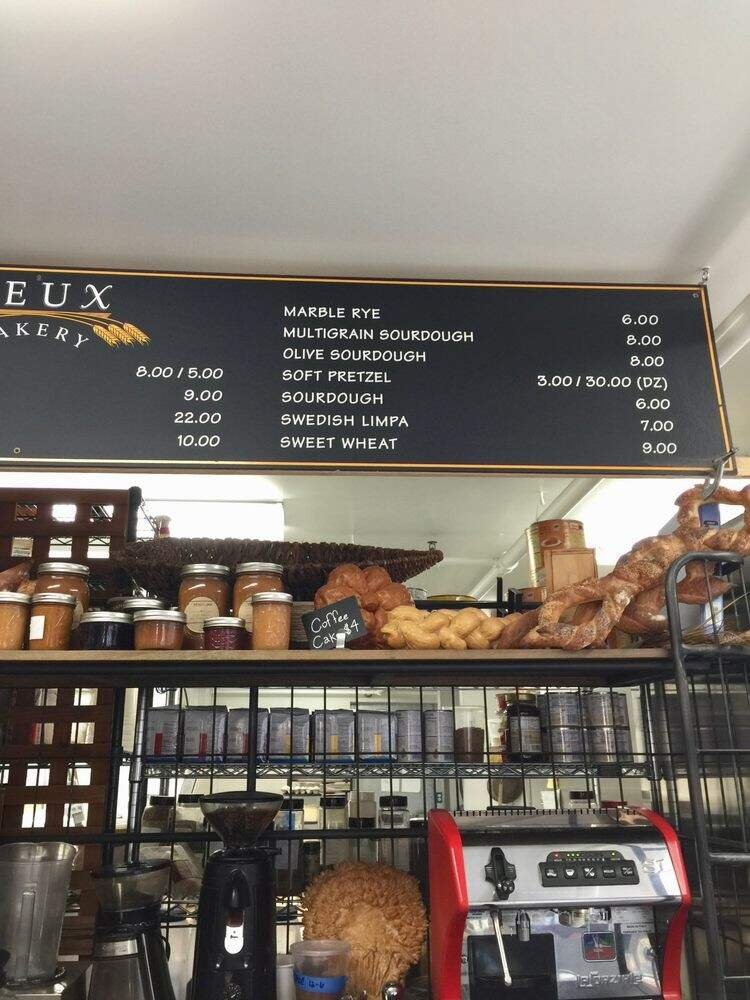 EUX
AKERY
8.00 / 5.00
9.00
22.00
10.00
MARBLE RYE 6.00
MULTIGRAIN SOURDOUGH 8.00
OLIVE SOURDOUGH 8.00
SOFT PRETZEL 3.00 / 30.00 (DZ)
SOURDOUGH 6.00
SWEDISH LIMPA 7.00
SWEET WHEAT 9.00
Coffee
Cake $4